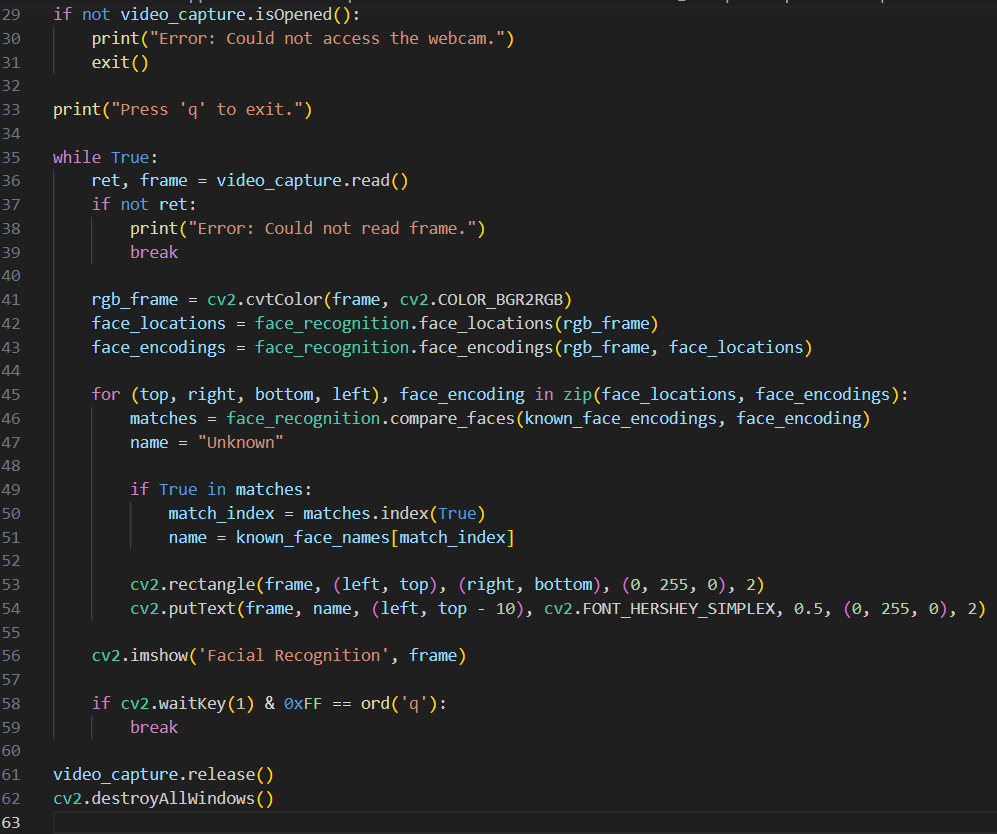 29 if not video_capture.isOpened():
30     print("Error: Could not access the webcam.")
31     exit()
32
33 print("Press 'q' to exit.")
34
35 while True:
36     ret, frame = video_capture.read()
37     if not ret:
38         print("Error: Could not read frame.")
39         break
40
41     rgb_frame = cv2.cvtColor(frame, cv2.COLOR_BGR2RGB)
42     face_locations = face_recognition.face_locations(rgb_frame)
43     face_encodings = face_recognition.face_encodings(rgb_frame, face_locations)
44
45     for (top, right, bottom, left), face_encoding in zip(face_locations, face_encodings):
46         matches = face_recognition.compare_faces(known_face_encodings, face_encoding)
47         name = "Unknown"
48
49         if True in matches:
50             match_index = matches.index(True)
51             name = known_face_names[match_index]
52
53         cv2.rectangle(frame, (left, top), (right, bottom), (0, 255, 0), 2)
54         cv2.putText(frame, name, (left, top - 10), cv2.FONT_HERSHEY_SIMPLEX, 0.5, (0, 255, 0), 2)
55
56     cv2.imshow('Facial Recognition', frame)
57
58     if cv2.waitKey(1) & 0xFF == ord('q'):
59         break
60
61 video_capture.release()
62 cv2.destroyAllWindows()
63